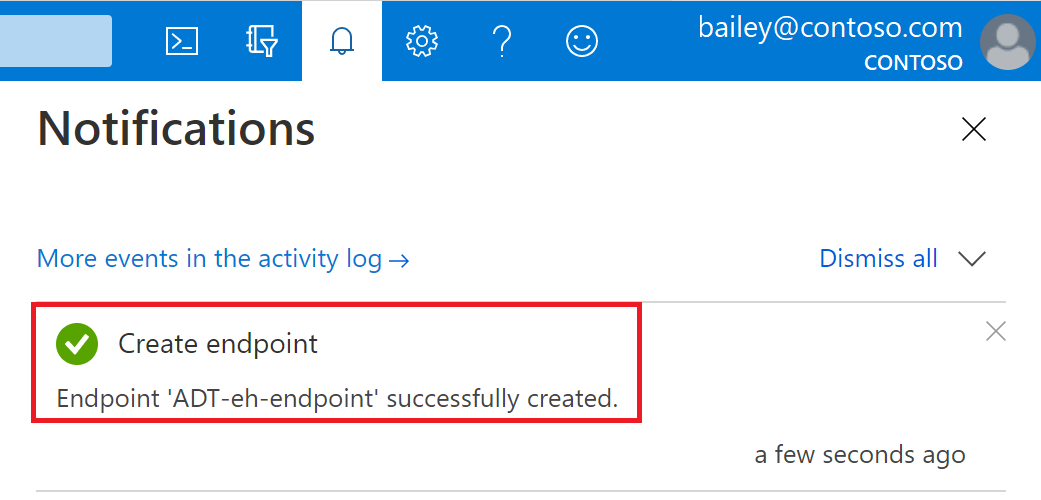 bailey@contoso.com
CONTOSO
Notifications
More events in the activity log →
Dismiss all
Create endpoint
Endpoint 'ADT-eh-endpoint' successfully created.
a few seconds ago